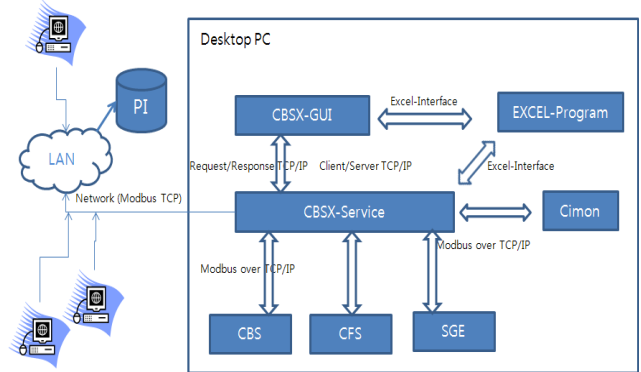 Desktop PC
PI
CBSX-GUI
Excel-Interface
EXCEL-Program
LAN
Request/Response TCP/IP
Client/Server TCP/IP
Excel-Interface
Network (Modbus TCP)
CBSX-Service
Cimon
Modbus over TCP/IP
Modbus over TCP/IP
CBS
CFS
SGE